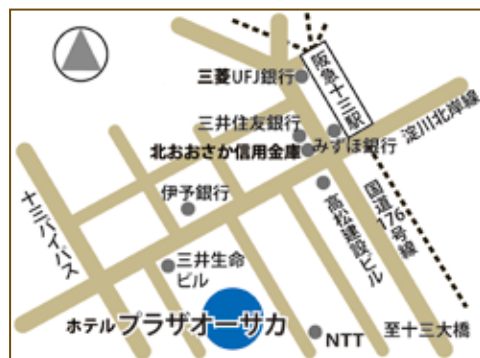 三菱UFJ銀行
阪急十三駅
三井住友銀行
みずほ銀行
北おおさか信用金庫
淀川北岸線
伊予銀行
高松建設ビル
国道176号線
十三バイパス
三井生命
ビル
ホテル プラザオーサカ
NTT
至十三大橋